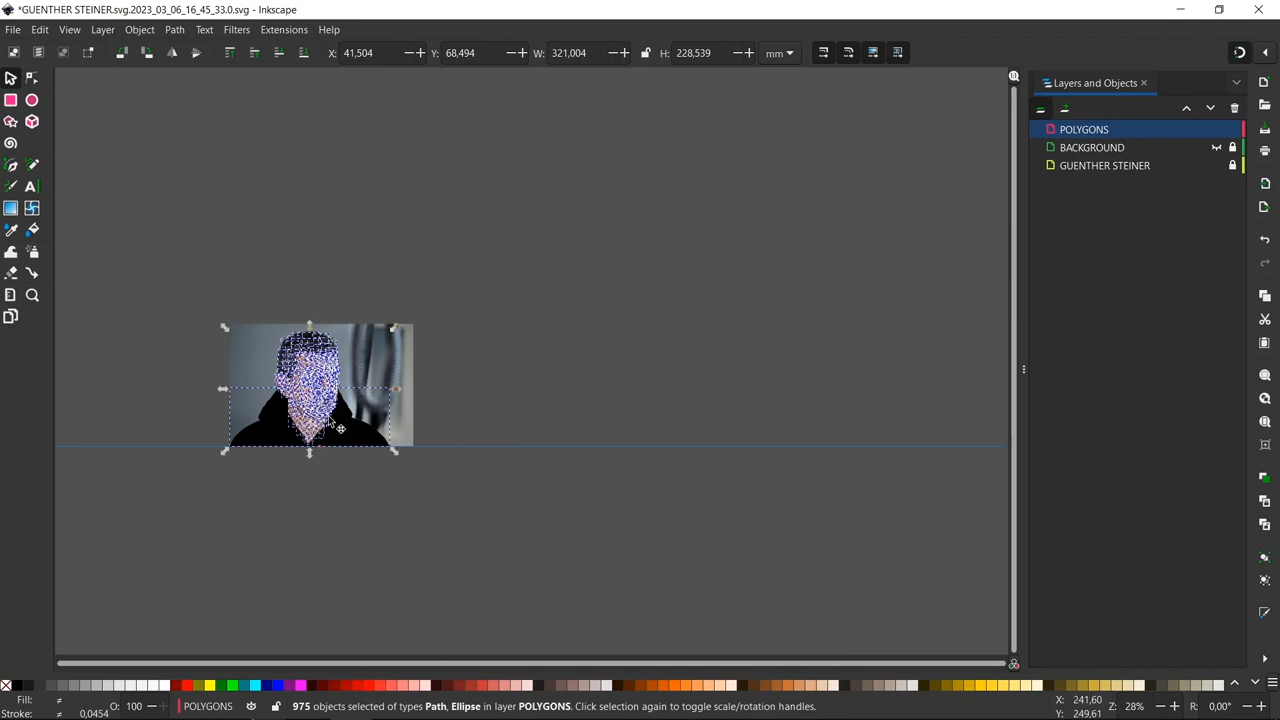 *GUENTHER STEINER.svg.2023_03_06_16_45_33.0.svg - Inkscape
File Edit View Layer Object Path Text Filters Extensions Help
X: 41,504 Y: 68,494 W: 321,004 H: 228,539 mm
Layers and Objects
POLYGONS
BACKGROUND
GUENTHER STEINER
Fill: ≠ O: 100 POLYGONS 975 objects selected of types Path, Ellipse in layer POLYGONS. Click selection again to toggle scale/rotation handles. X: 241,60 Z: 28% R: 0,00°
Stroke: ≠ 0,0454 Y: 249,61